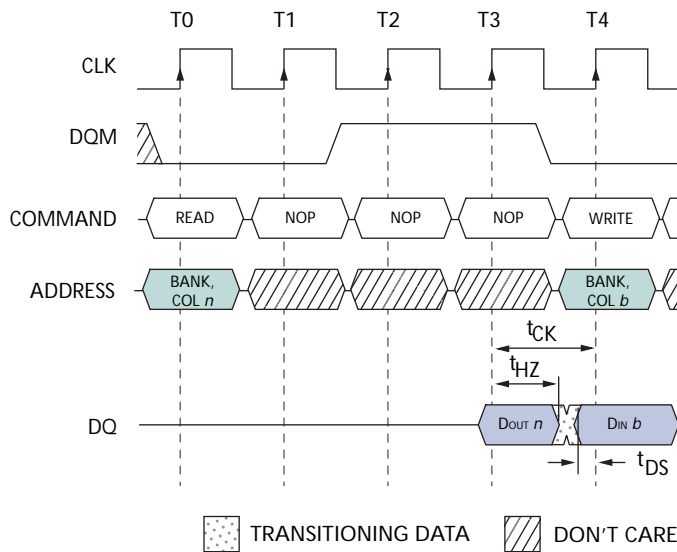 T0 T1 T2 T3 T4
CLK
DQM
COMMAND READ NOP NOP NOP WRITE
ADDRESS BANK, COL n BANK, COL b
tCK
tHZ
DQ DOUT n DIN b
tDS
TRANSITIONING DATA DON'T CARE